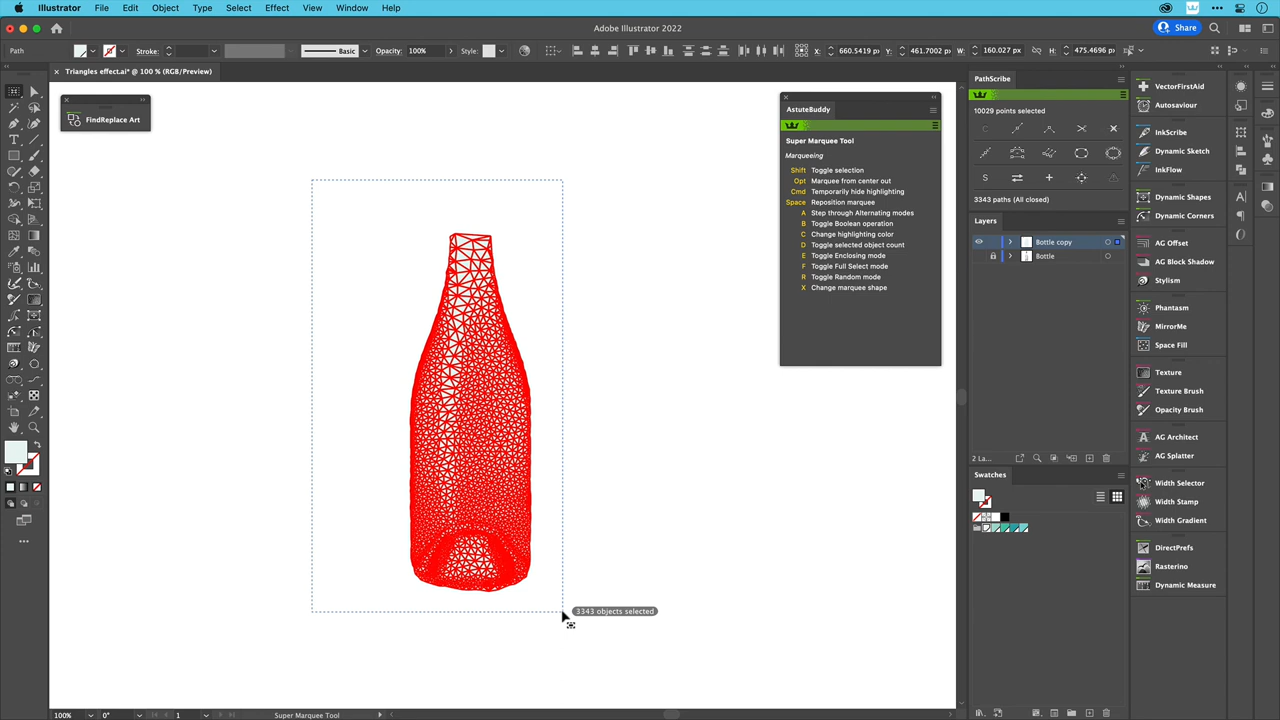 Illustrator File Edit Object Type Select Effect View Window Help
Adobe Illustrator 2022
Share
Path
Stroke:
Basic
Opacity: 100%
Style:
X: 660.5419 px
Y: 461.7002 px
W: 160.027 px
H: 475.4696 px
Triangles effect.ai* @ 100 % (RGB/Preview)
FindReplace Art
AstuteBuddy
Super Marquee Tool
Marqueeing
Shift Toggle selection
Opt Marquee from center out
Cmd Temporarily hide highlighting
Space Reposition marquee
A Step through Alternating modes
B Toggle Boolean operation
C Change highlighting color
D Toggle selected object count
E Toggle Enclosing mode
F Toggle Full Select mode
R Toggle Random mode
X Change marquee shape
3343 objects selected
PathScribe
10029 points selected
3343 paths (All closed)
Layers
Bottle copy
Bottle
2 La...
Swatches
VectorFirstAid
Autosaviour
InkScribe
Dynamic Sketch
InkFlow
Dynamic Shapes
Dynamic Corners
AG Offset
AG Block Shadow
Stylism
Phantasm
MirrorMe
Space Fill
Texture
Texture Brush
Opacity Brush
AG Architect
AG Splatter
Width Selector
Width Stamp
Width Gradient
DirectPrefs
Rasterino
Dynamic Measure
100%
0°
1
Super Marquee Tool